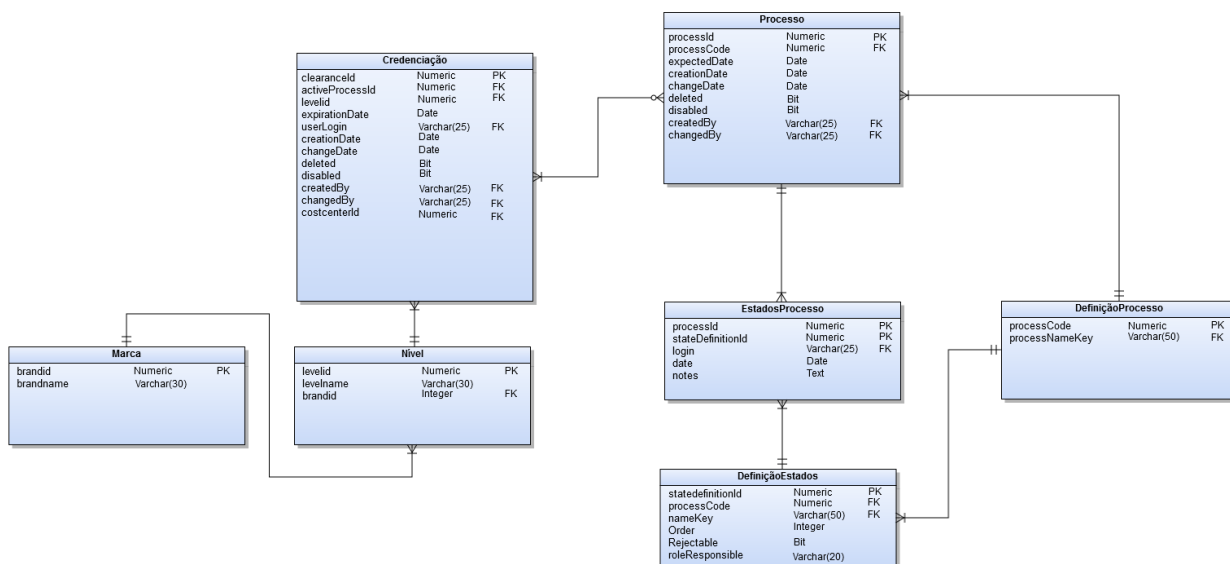 Processo
processId Numeric PK
processCode Numeric FK
expectedDate Date
creationDate Date
changeDate Date
deleted Bit
disabled Bit
createdBy Varchar(25) FK
changedBy Varchar(25) FK
Credenciação
clearanceId Numeric PK
activeProcessId Numeric FK
levelid Numeric FK
expirationDate Date
userLogin Varchar(25) FK
creationDate Date
changeDate Date
deleted Bit
disabled Bit
createdBy Varchar(25) FK
changedBy Varchar(25) FK
costcenterId Numeric FK
EstadosProcesso
processId Numeric PK
stateDefinitionId Numeric PK
login Varchar(25) FK
date Date
notes Text
DefiniçãoProcesso
processCode Numeric PK
processNameKey Varchar(50) FK
Marca
brandid Numeric PK
brandname Varchar(30)
Nível
levelid Numeric PK
levelname Varchar(30)
brandid Integer FK
DefiniçãoEstados
statedefinitionId Numeric PK
processCode Numeric FK
nameKey Varchar(50) FK
Order Integer
Rejectable Bit
roleResponsible Varchar(20)